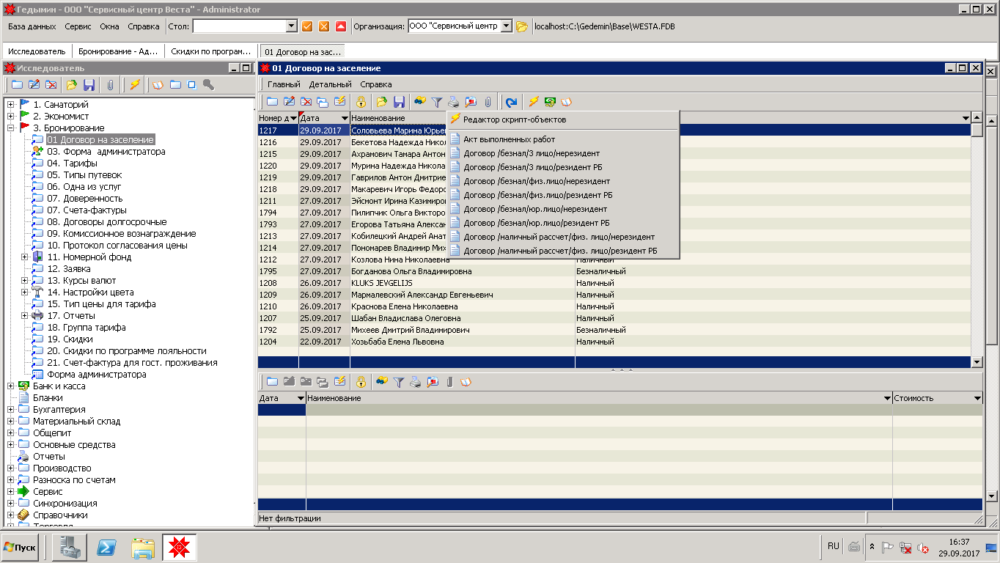 Гедымин - ООО "Сервисный центр Веста" - Administrator
База данных Сервис Окна Справка Стол: Организация: ООО "Сервисный центр localhost:C:\Gedemin\Base\WESTA.FDB
Исследователь Бронирование - Ад... Скидки по програм... 01 Договор на зас...
Исследователь
1. Санаторий
2. Экономист
3. Бронирование
01 Договор на заселение
03. Форма администратора
04. Тарифы
05. Типы путевок
06. Одна из услуг
07. Доверенность
07. Счета-фактуры
08. Договоры долгосрочные
09. Комиссионное вознаграждение
10. Протокол согласования цены
11. Номерной фонд
12. Заявка
13. Курсы валют
14. Настройки цвета
15. Тип цены для тарифа
17. Отчеты
18. Группа тарифа
19. Скидки
20. Скидки по программе лояльности
21. Счет-фактура для гост. проживания
Форма администратора
Банк и касса
Бланки
Бухгалтерия
Материальный склад
Общепит
Основные средства
Отчеты
Производство
Разноска по счетам
Сервис
Синхронизация
Справочники
Торговля
01 Договор на заселение
Главный Детальный Справка
Номер д Дата Наименование
1217 29.09.2017 Соловьева Марина Юрье
1216 29.09.2017 Бекетова Надежда Никол
1215 29.09.2017 Ахрамович Тамара Антон
1220 29.09.2017 Мурина Надежда Никола
1219 29.09.2017 Гаврилов Антон Дмитрие
1218 29.09.2017 Макаревич Игорь Федоро
1211 27.09.2017 Эйсмонт Ирина Казимиро
1794 27.09.2017 Пилипчик Ольга Викторо
1793 27.09.2017 Егорова Татьяна Алексан
1213 27.09.2017 Кобилецкий Андрей Анат
1214 27.09.2017 Пономарев Владимир Мих
1212 27.09.2017 Козлова Нина Николаевна Наличный
1795 27.09.2017 Богданова Ольга Владимировна Безналичный
1208 26.09.2017 KLUKS JEVGELIJS Наличный
1209 26.09.2017 Мармалевский Александр Евгеньевич Наличный
1210 26.09.2017 Краснова Елена Николаевна Наличный
1207 25.09.2017 Шабан Владислава Олеговна Наличный
1792 25.09.2017 Михеев Дмитрий Владимирович Безналичный
1204 22.09.2017 Хозьбаба Елена Львовна Наличный
Редактор скрипт-объектов
Акт выполненных работ
Договор /безнал/3 лицо/нерезидент
Договор /безнал/3 лицо/резидент РБ
Договор /безнал/физ.лицо/нерезидент
Договор /безнал/физ.лицо/резидент РБ
Договор /безнал/юр.лицо/нерезидент
Договор /безнал/юр.лицо/резидент РБ
Договор /наличный рассчет/физ. лицо/нерезидент
Договор /наличный рассчет/физ. лицо/резидент РБ
Дата Наименование Стоимость
Нет фильтрации
Пуск RU 16:37
29.09.2017